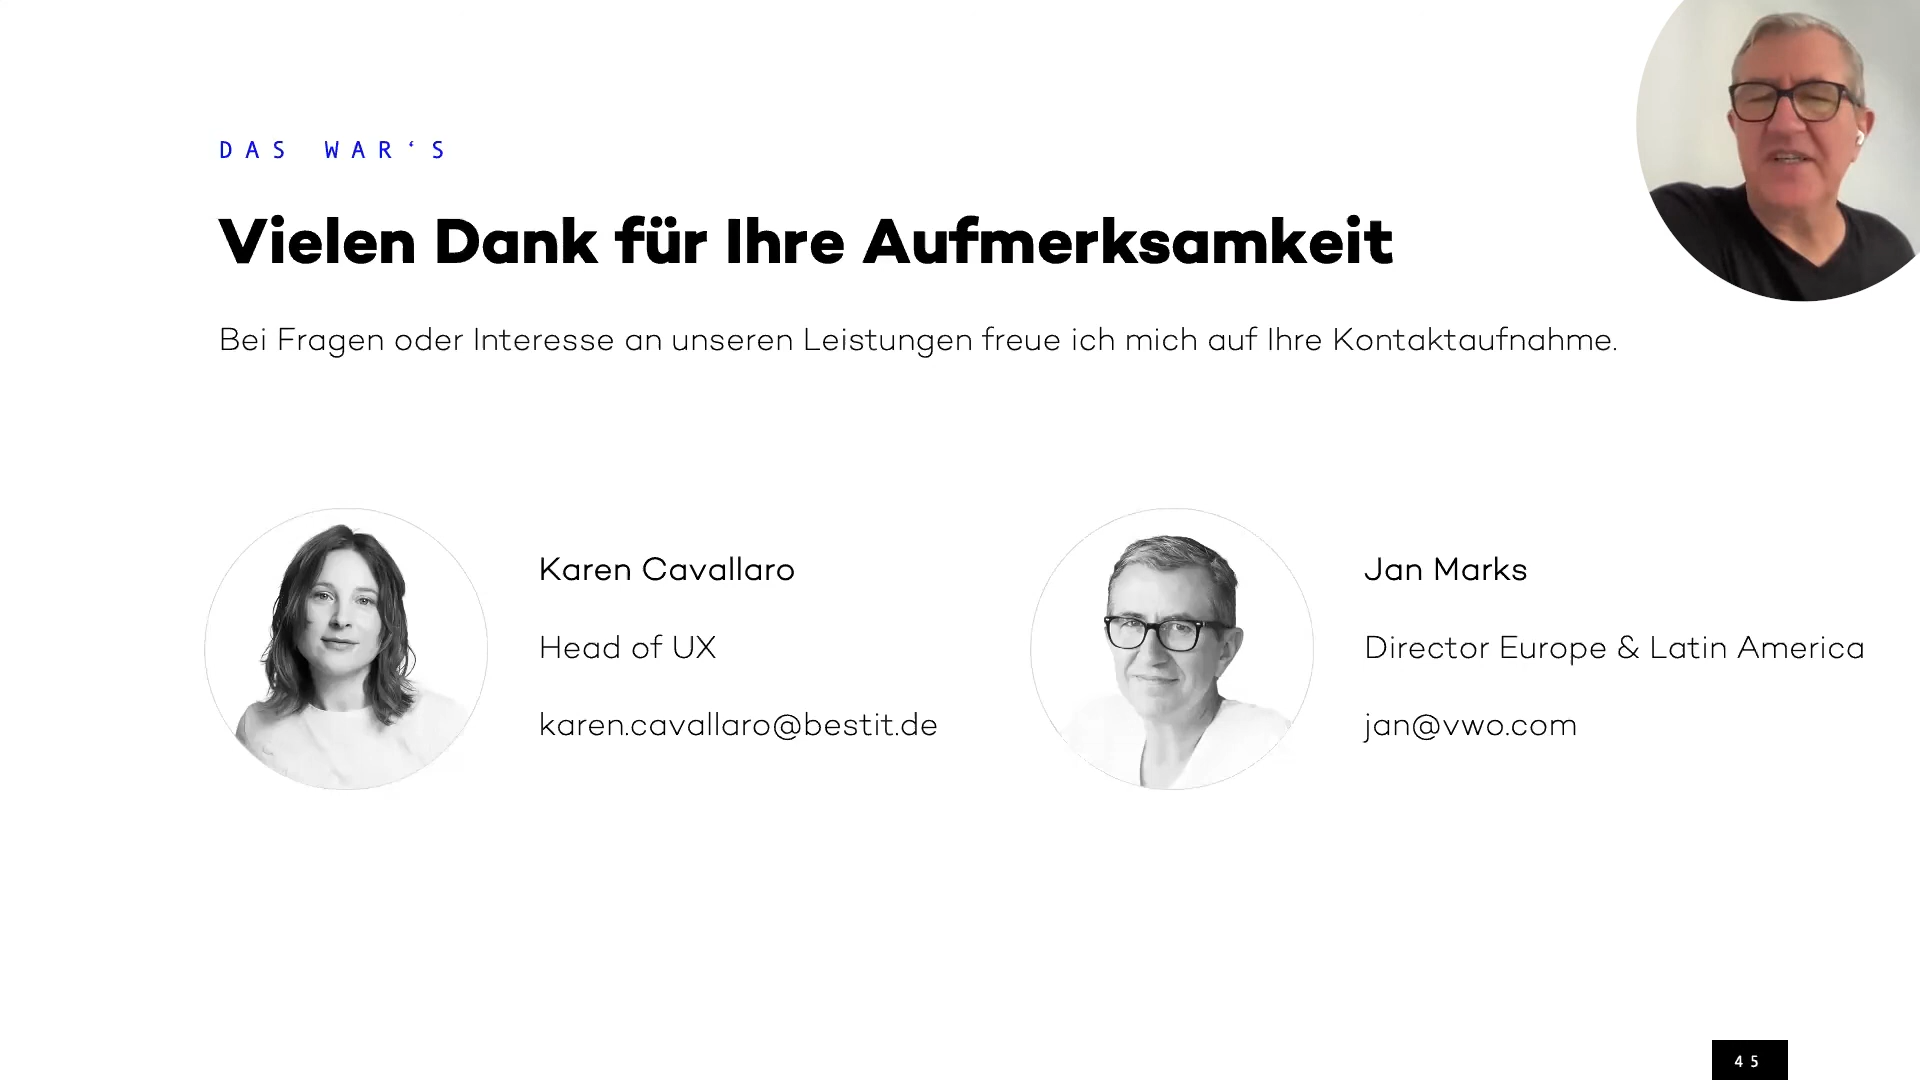 DAS WAR‘S
Vielen Dank für Ihre Aufmerksamkeit
Bei Fragen oder Interesse an unseren Leistungen freue ich mich auf Ihre Kontaktaufnahme.
Karen Cavallaro
Head of UX
karen.cavallaro@bestit.de
Jan Marks
Director Europe & Latin America
jan@vwo.com
45